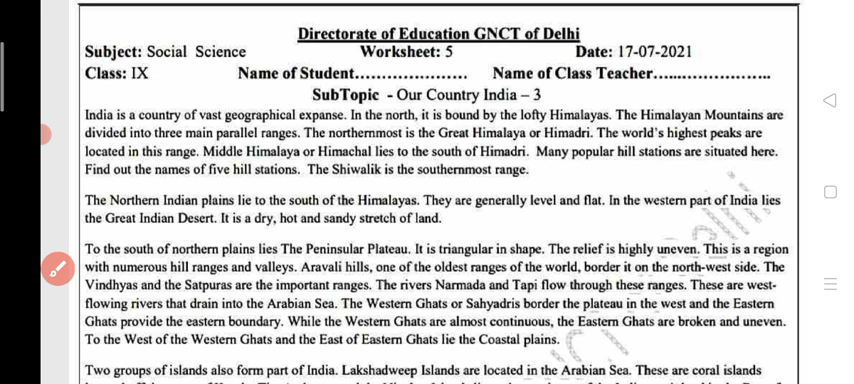 Directorate of Education GNCT of Delhi
Subject: Social Science Worksheet: 5 Date: 17-07-2021
Class: IX Name of Student..................... Name of Class Teacher........................
SubTopic - Our Country India – 3
India is a country of vast geographical expanse. In the north, it is bound by the lofty Himalayas. The Himalayan Mountains are
divided into three main parallel ranges. The northernmost is the Great Himalaya or Himadri. The world's highest peaks are
located in this range. Middle Himalaya or Himachal lies to the south of Himadri. Many popular hill stations are situated here.
Find out the names of five hill stations. The Shiwalik is the southernmost range.
The Northern Indian plains lie to the south of the Himalayas. They are generally level and flat. In the western part of India lies
the Great Indian Desert. It is a dry, hot and sandy stretch of land.
To the south of northern plains lies The Peninsular Plateau. It is triangular in shape. The relief is highly uneven. This is a region
with numerous hill ranges and valleys. Aravali hills, one of the oldest ranges of the world, border it on the north-west side. The
Vindhyas and the Satpuras are the important ranges. The rivers Narmada and Tapi flow through these ranges. These are west-
flowing rivers that drain into the Arabian Sea. The Western Ghats or Sahyadris border the plateau in the west and the Eastern
Ghats provide the eastern boundary. While the Western Ghats are almost continuous, the Eastern Ghats are broken and uneven.
To the West of the Western Ghats and the East of Eastern Ghats lie the Coastal plains.
Two groups of islands also form part of India. Lakshadweep Islands are located in the Arabian Sea. These are coral islands